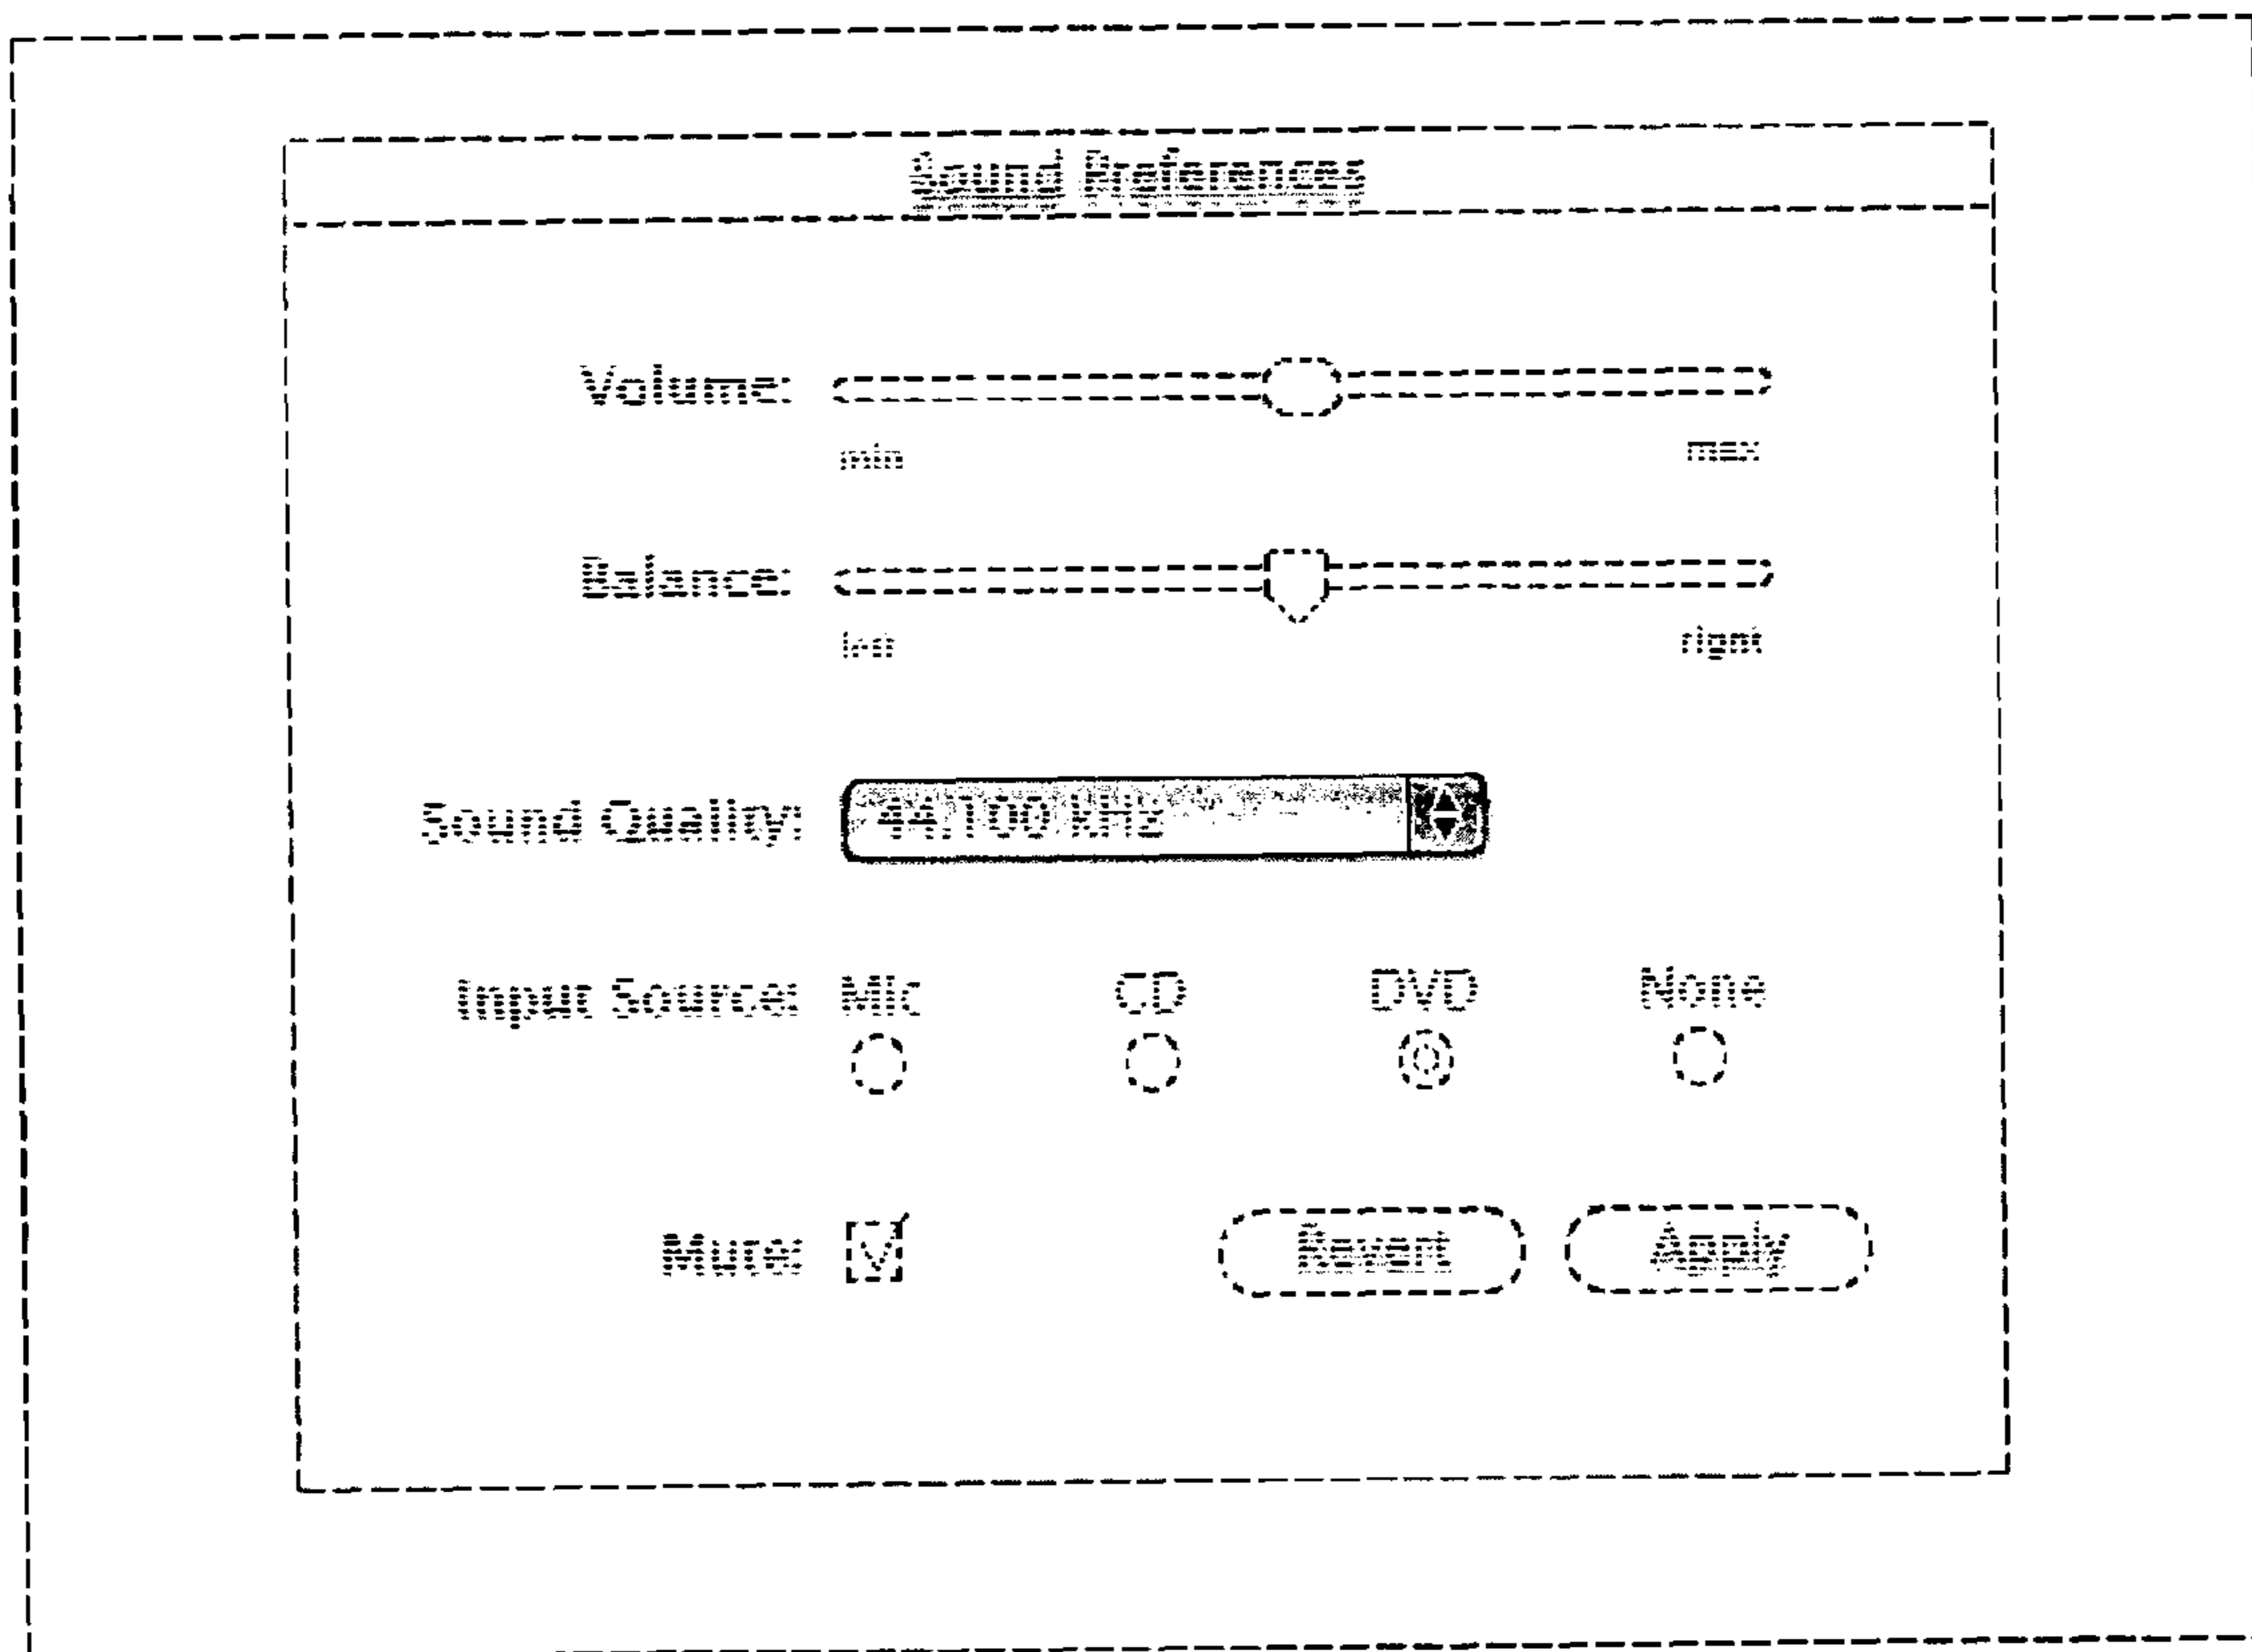 Sound Preferences
Volume:
min max
Balance:
left right
Sound Quality: 44.100 kHz
Input Source: Mic CD DVD None
Mute: Revert Apply